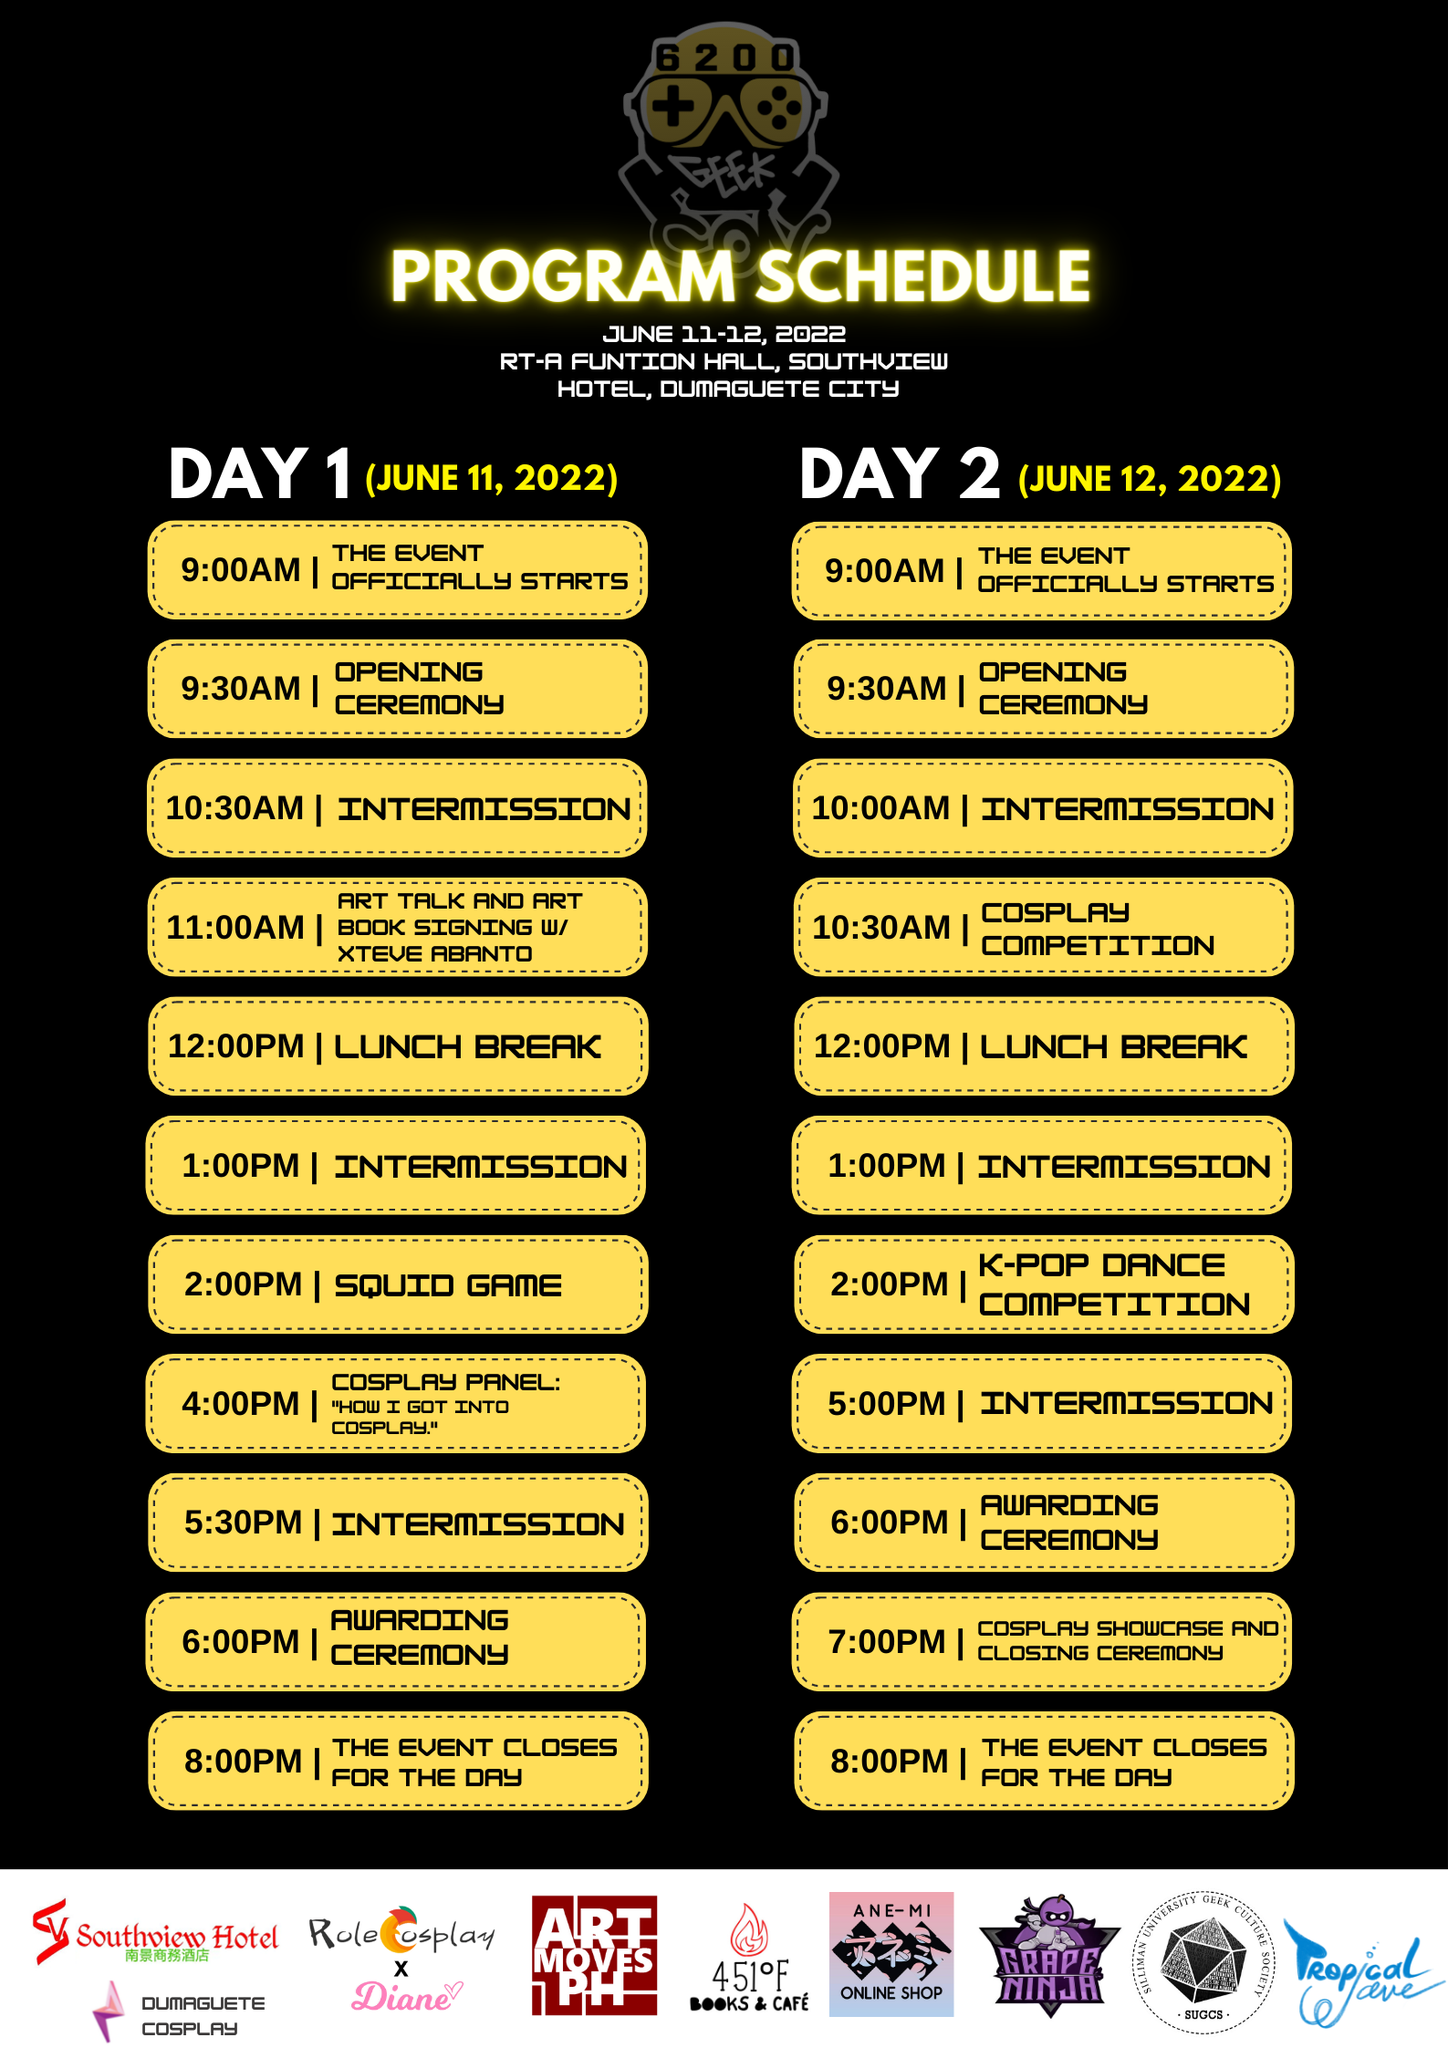 6200
GEEK
PROGRAM SCHEDULE
JUNE 11-12, 2022
RT-A FUNTION HALL, SOUTHVIEW
HOTEL, DUMAGUETE CITY
DAY 1 (JUNE 11, 2022)
9:00AM | THE EVENT
OFFICIALLY STARTS
9:30AM | OPENING
CEREMONY
10:30AM | INTERMISSION
11:00AM | ART TALK AND ART
BOOK SIGNING W/
XTEVE ABANTO
12:00PM | LUNCH BREAK
1:00PM | INTERMISSION
2:00PM | SQUID GAME
4:00PM | COSPLAY PANEL:
"HOW I GOT INTO
COSPLAY."
5:30PM | INTERMISSION
6:00PM | AWARDING
CEREMONY
8:00PM | THE EVENT CLOSES
FOR THE DAY
DAY 2 (JUNE 12, 2022)
9:00AM | THE EVENT
OFFICIALLY STARTS
9:30AM | OPENING
CEREMONY
10:00AM | INTERMISSION
10:30AM | COSPLAY
COMPETITION
12:00PM | LUNCH BREAK
1:00PM | INTERMISSION
2:00PM | K-POP DANCE
COMPETITION
5:00PM | INTERMISSION
6:00PM | AWARDING
CEREMONY
7:00PM | COSPLAY SHOWCASE AND
CLOSING CEREMONY
8:00PM | THE EVENT CLOSES
FOR THE DAY
Southview Hotel
南景商務酒店
DUMAGUETE
COSPLAY
RoleCosplay
X
Diane
ART
MOVES
PH
451°F
BOOKS & CAFÉ
ANE-MI
アネミ
ONLINE SHOP
GRAPE
NINJA
SILLIMAN UNIVERSITY GEEK CULTURE SOCIETY
· SUGCS ·
Tropical